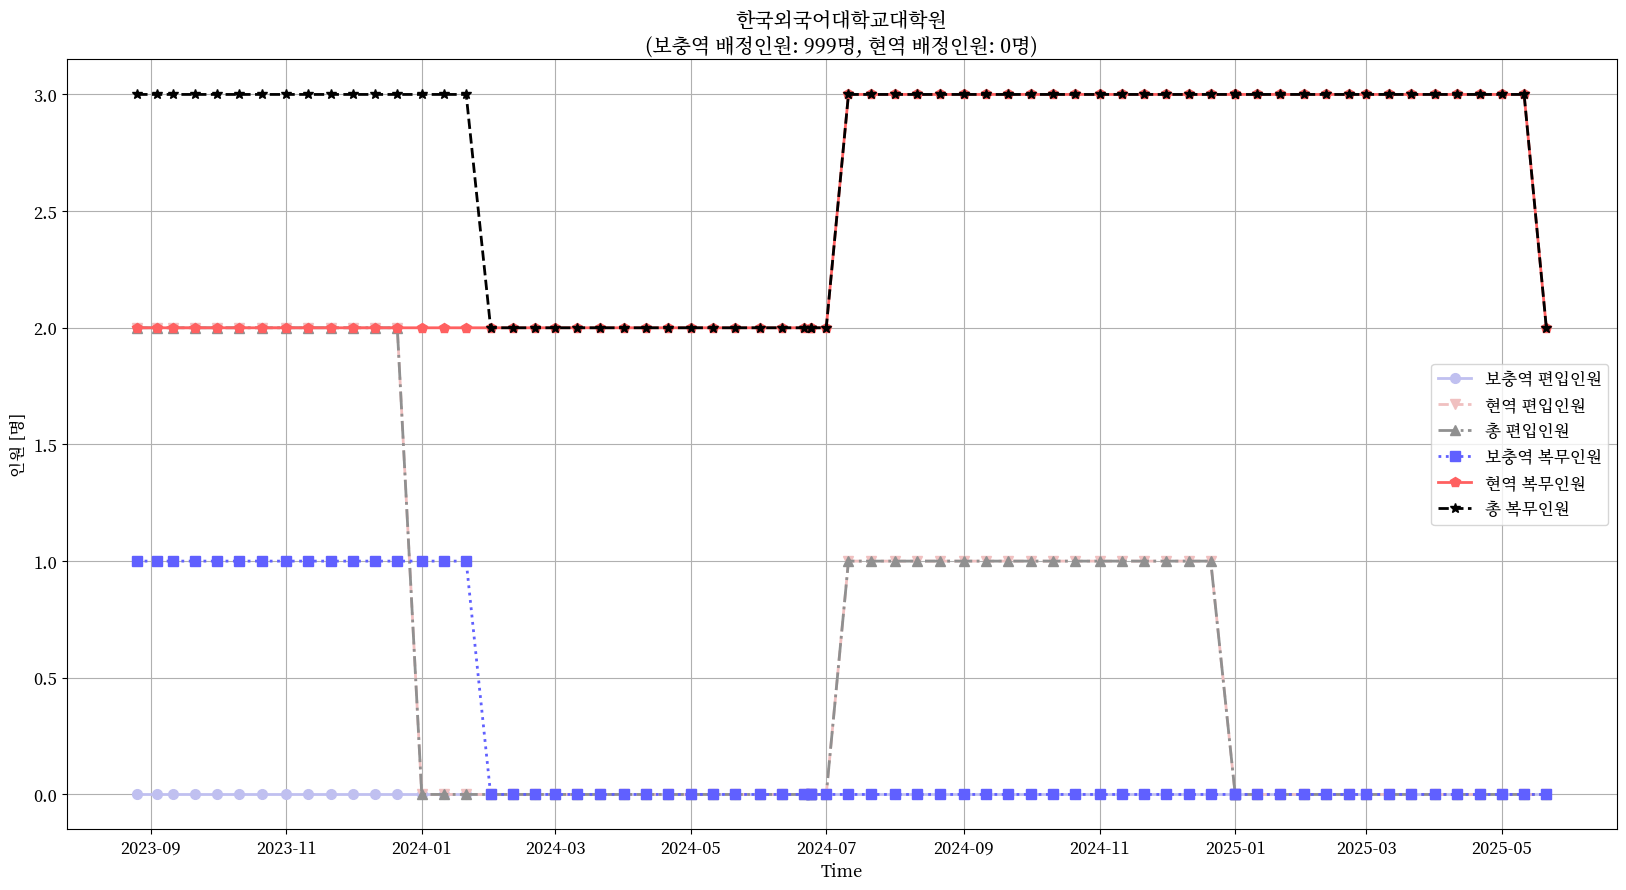 한국외국어대학교대학원
(보충역 배정인원: 999명, 현역 배정인원: 0명)
인원 [명]
3.0
2.5
2.0
1.5
1.0
0.5
0.0
보충역 편입인원
현역 편입인원
총 편입인원
보충역 복무인원
현역 복무인원
총 복무인원
2023-09
2023-11
2024-01
2024-03
2024-05
2024-07
2024-09
2024-11
2025-01
2025-03
2025-05
Time